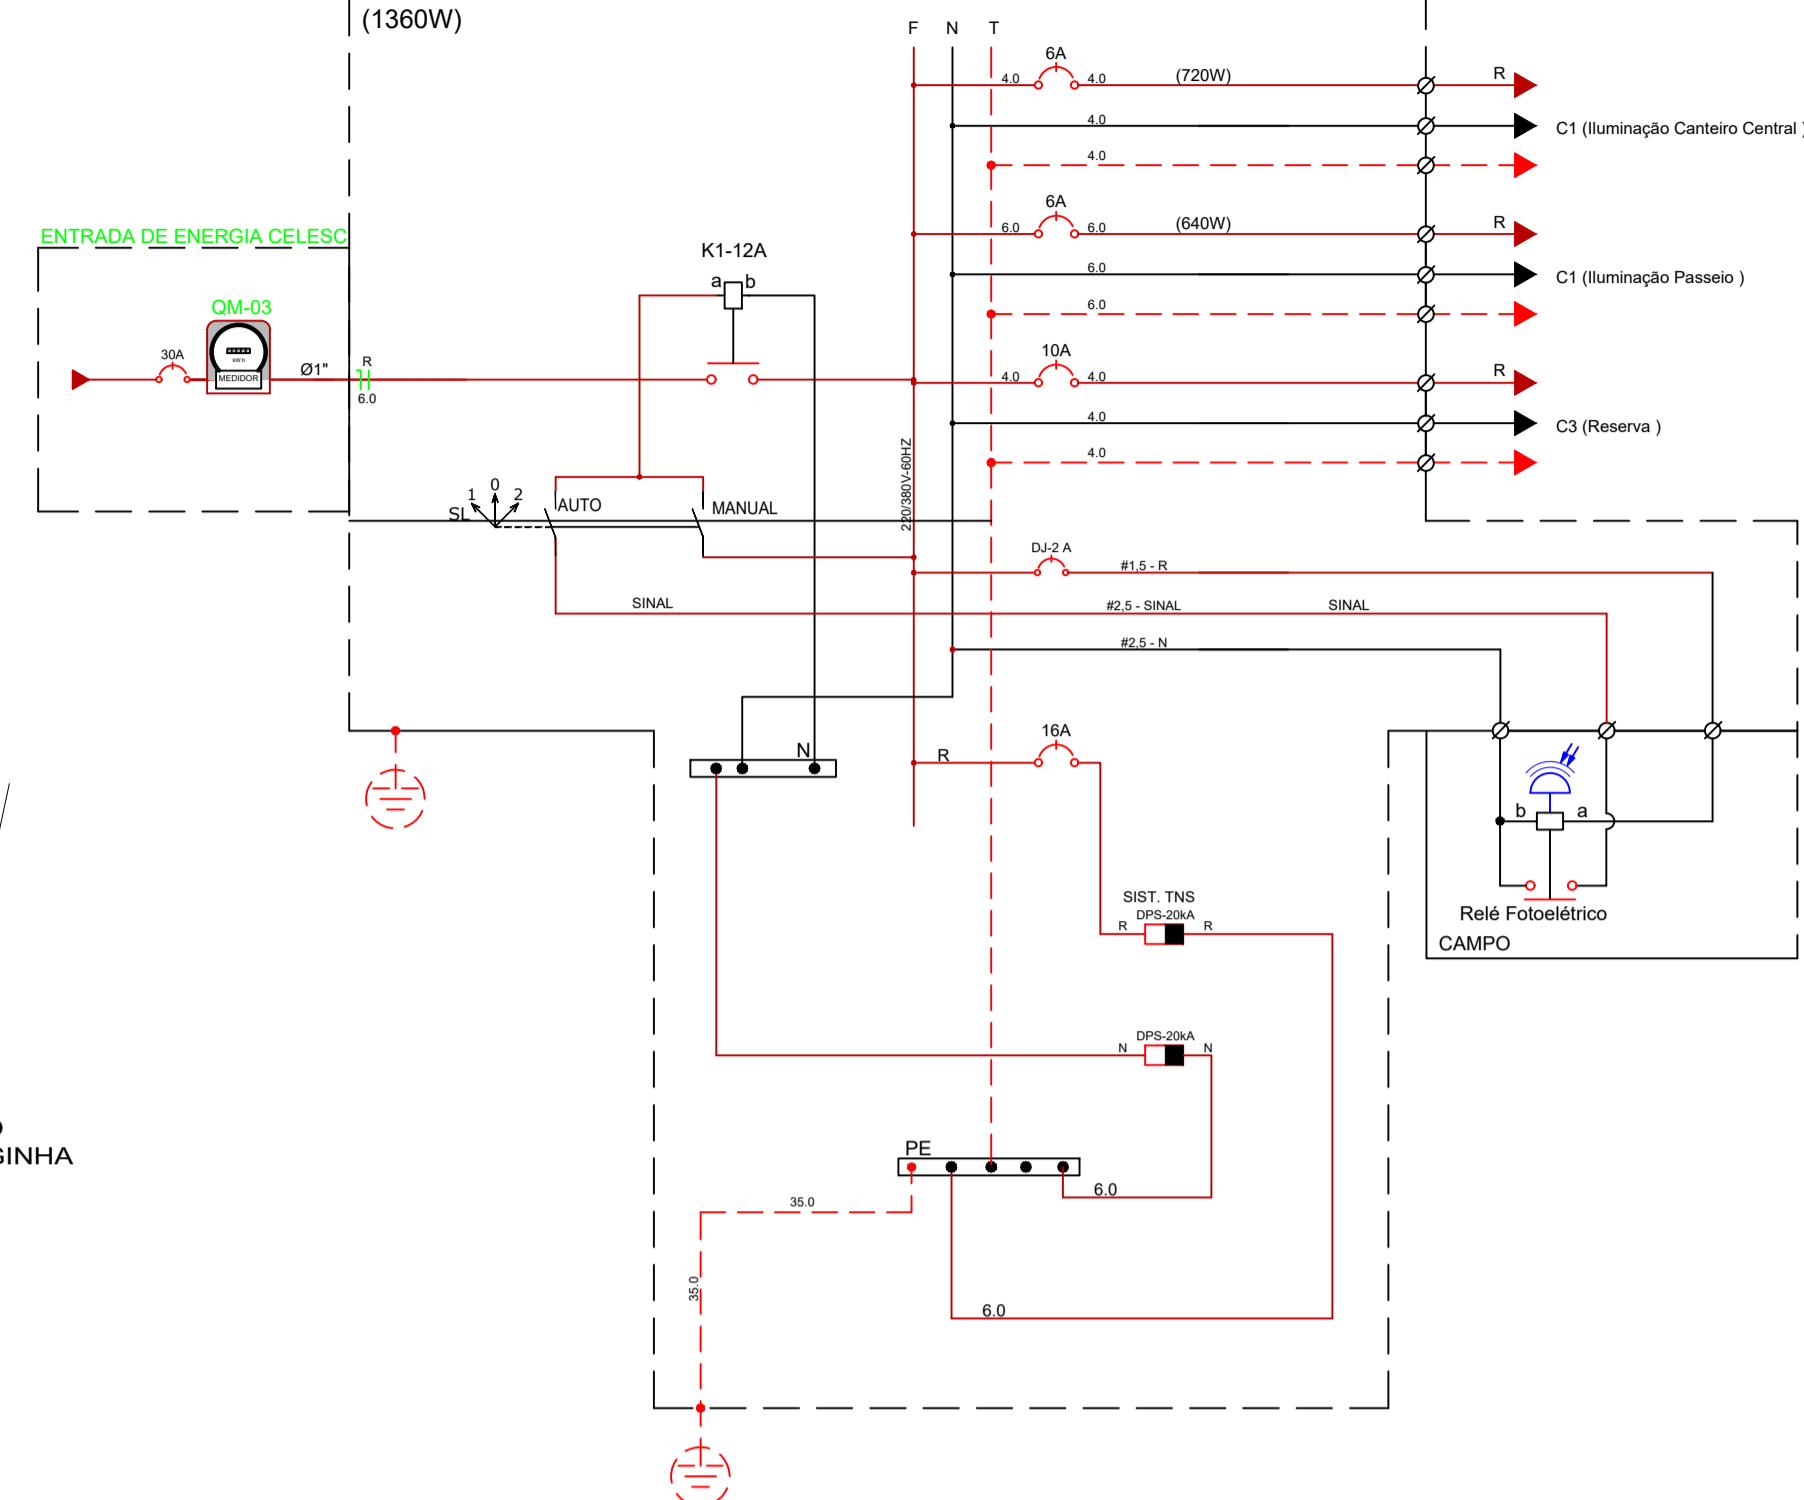 (1360W)
F N T
6A
4.0 4.0 (720W) R
4.0
C1 (Iluminação Canteiro Central )
4.0
6A
6.0 6.0 (640W) R
6.0
C1 (Iluminação Passeio )
6.0
10A
4.0 4.0 R
4.0
C3 (Reserva )
4.0
ENTRADA DE ENERGIA CELESC
QM-03
30A
kW.h
MEDIDOR
Ø1"
R
6.0
K1-12A
a b
220/380V-60HZ
1 0 2
SL
AUTO
MANUAL
DJ-2 A
#1,5 - R
SINAL
#2,5 - SINAL
SINAL
#2,5 - N
N
R
16A
b a
Relé Fotoelétrico
CAMPO
SIST. TNS
DPS-20kA
R R
DPS-20kA
N N
PE
6.0
35.0
35.0
6.0
GINHA